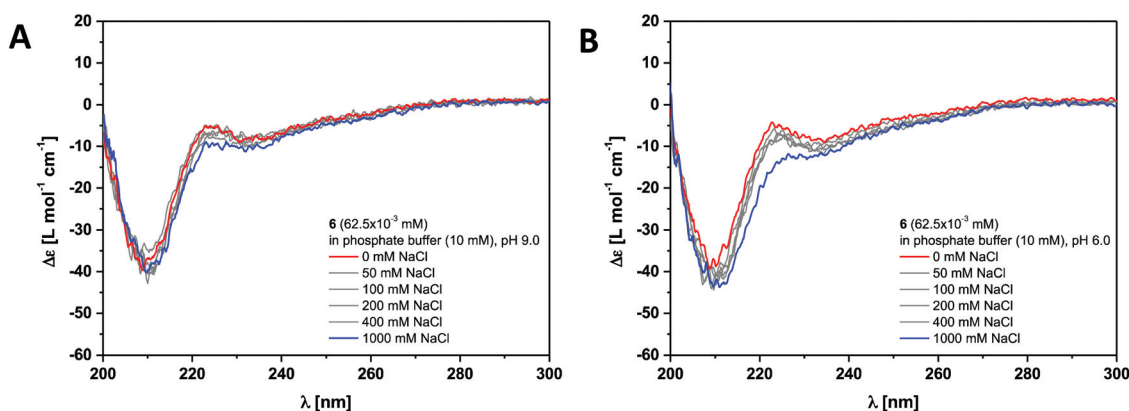 A
20
10
0
-10
-20
-30
-40
-50
-60
Δε [L mol⁻¹ cm⁻¹]
6 (62.5x10⁻³ mM)
in phosphate buffer (10 mM), pH 9.0
0 mM NaCl
50 mM NaCl
100 mM NaCl
200 mM NaCl
400 mM NaCl
1000 mM NaCl
200 220 240 260 280 300
λ [nm]
B
20
10
0
-10
-20
-30
-40
-50
-60
Δε [L mol⁻¹ cm⁻¹]
6 (62.5x10⁻³ mM)
in phosphate buffer (10 mM), pH 6.0
0 mM NaCl
50 mM NaCl
100 mM NaCl
200 mM NaCl
400 mM NaCl
1000 mM NaCl
200 220 240 260 280 300
λ [nm]